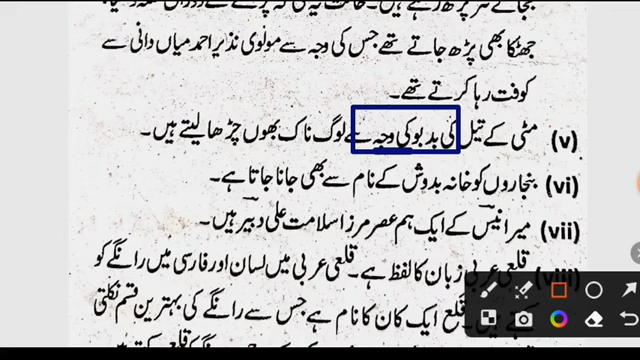 جھٹکا بھی پڑھ جاتے تھے جس کی وجہ سے مولوی نذیر احمد میاں دانی سے
کوفت رہا کرتے تھے۔
(v) مٹی کے تیل کی بدبو کی وجہ سے لوگ ناک بھوں چڑھا لیتے ہیں۔
(vi) بنجاروں کو خانہ بدوش کے نام سے بھی جانا جاتا ہے۔
(vii) میر انیسؔ کے ایک ہم عصر مرزا سلامت علی دبیرؔ ہیں۔
(viii) قلعی عربی زبان کا لفظ ہے۔ قلعی عربی میں لسان اور فارسی میں رانگے کو
قلع ایک کان کا نام ہے جس سے رانگے کی بہترین قسم نکلتی